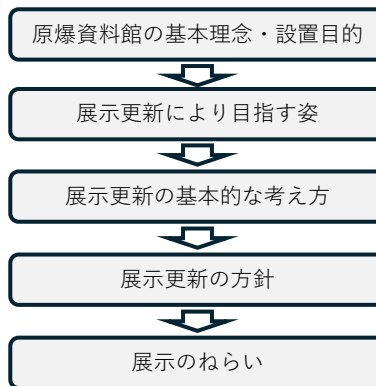 原爆資料館の基本理念・設置目的
展示更新により目指す姿
展示更新の基本的な考え方
展示更新の方針
展示のねらい